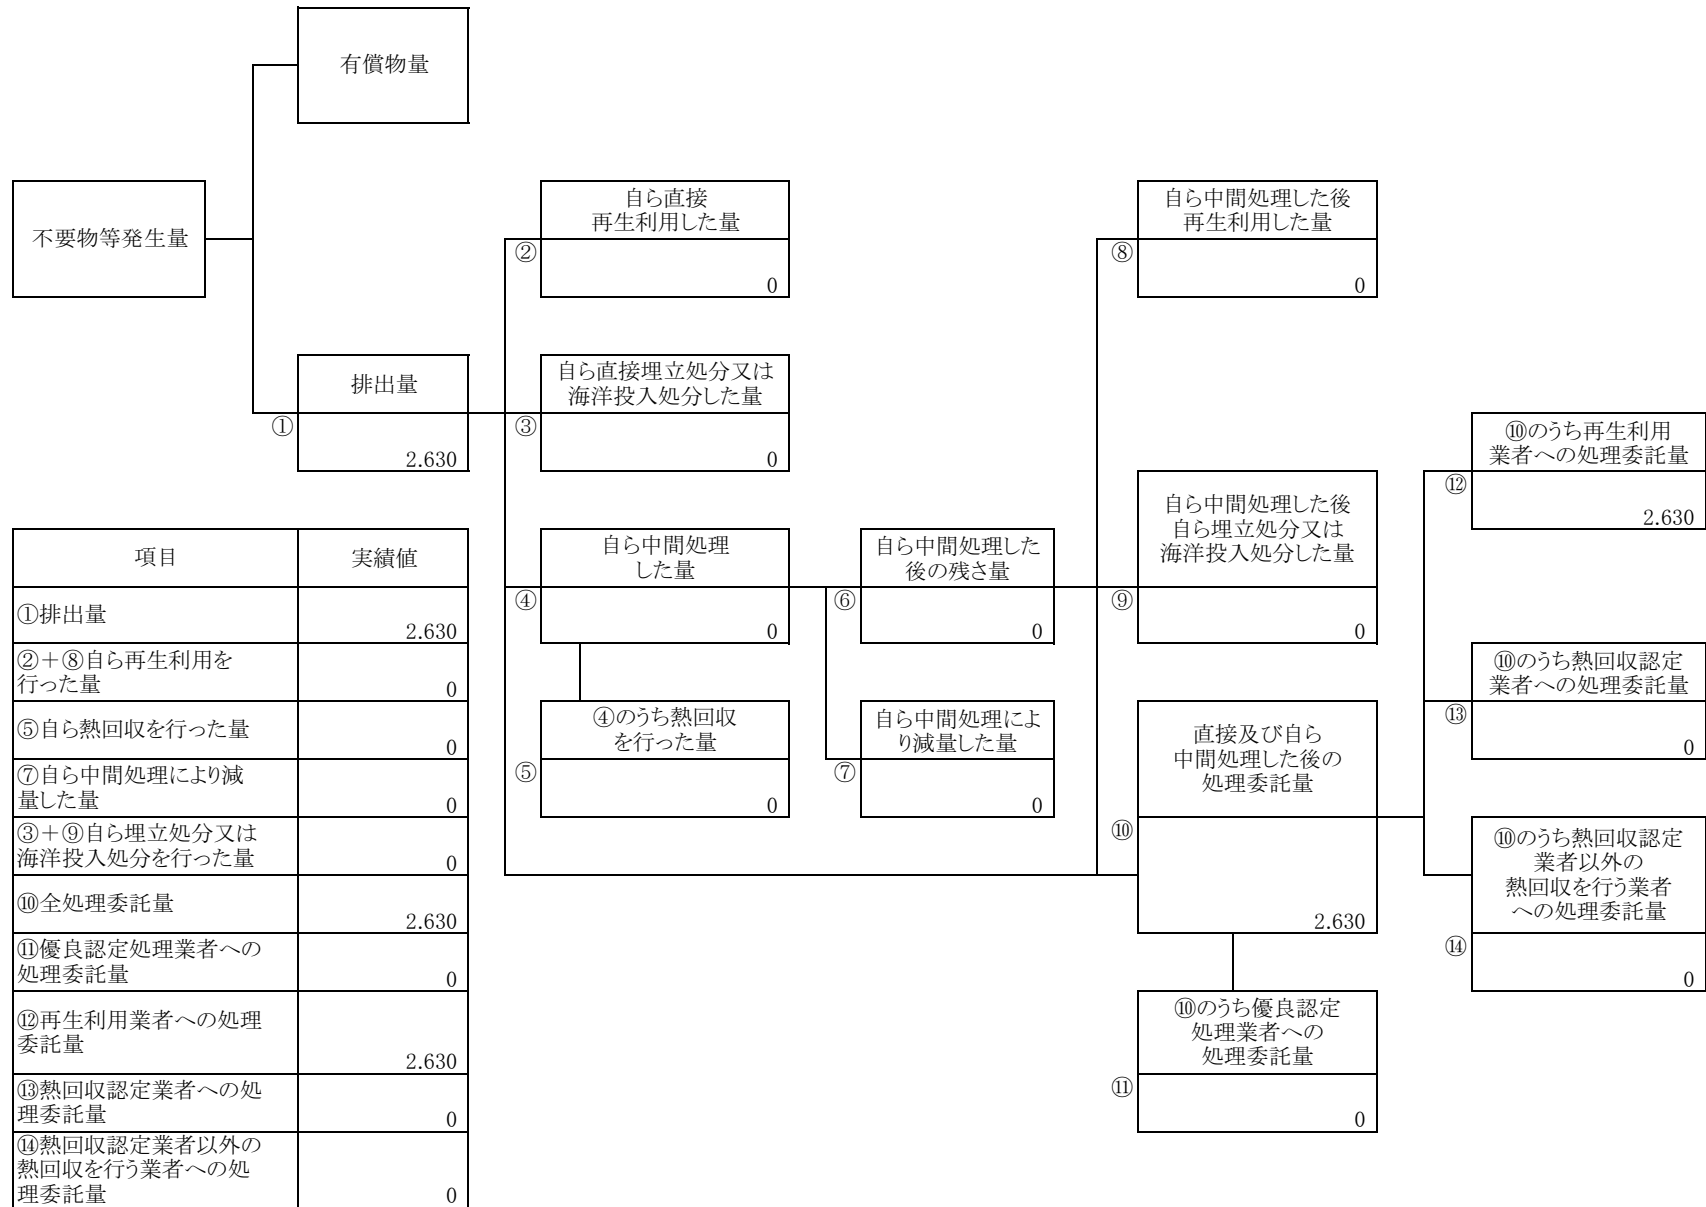 有償物量
不要物等発生量
排出量
①
2.630
自ら直接
再生利用した量
②
0
自ら直接埋立処分又は
海洋投入処分した量
③
0
自ら中間処理
した量
④
0
④のうち熱回収
を行った量
⑤
0
自ら中間処理した
後の残さ量
⑥
0
自ら中間処理によ
り減量した量
⑦
0
自ら中間処理した後
再生利用した量
⑧
0
自ら中間処理した後
自ら埋立処分又は
海洋投入処分した量
⑨
0
直接及び自ら
中間処理した後の
処理委託量
⑩
2.630
⑩のうち優良認定
処理業者への
処理委託量
⑪
0
⑩のうち再生利用
業者への処理委託量
⑫
2.630
⑩のうち熱回収認定
業者への処理委託量
⑬
0
⑩のうち熱回収認定
業者以外の
熱回収を行う業者
への処理委託量
⑭
0
項目 実績値
①排出量
2.630
②+⑧自ら再生利用を
行った量 0
⑤自ら熱回収を行った量
0
⑦自ら中間処理により減
量した量 0
③+⑨自ら埋立処分又は
海洋投入処分を行った量 0
⑩全処理委託量
2.630
⑪優良認定処理業者への
処理委託量 0
⑫再生利用業者への処理
委託量
2.630
⑬熱回収認定業者への処
理委託量 0
⑭熱回収認定業者以外の
熱回収を行う業者への処
理委託量 0